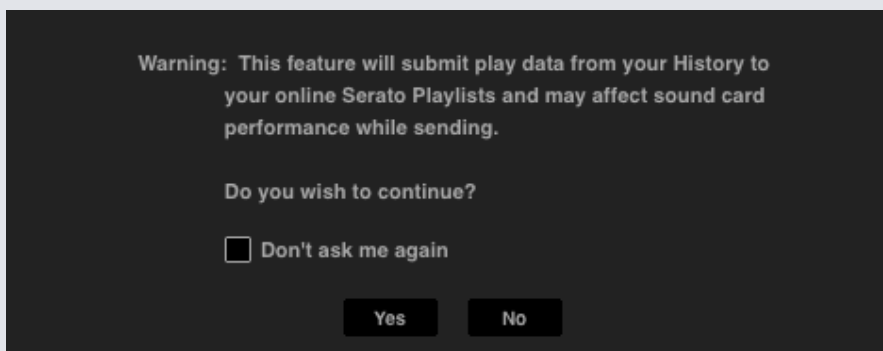 Warning: This feature will submit play data from your History to
your online Serato Playlists and may affect sound card
performance while sending.
Do you wish to continue?
Don't ask me again
Yes No